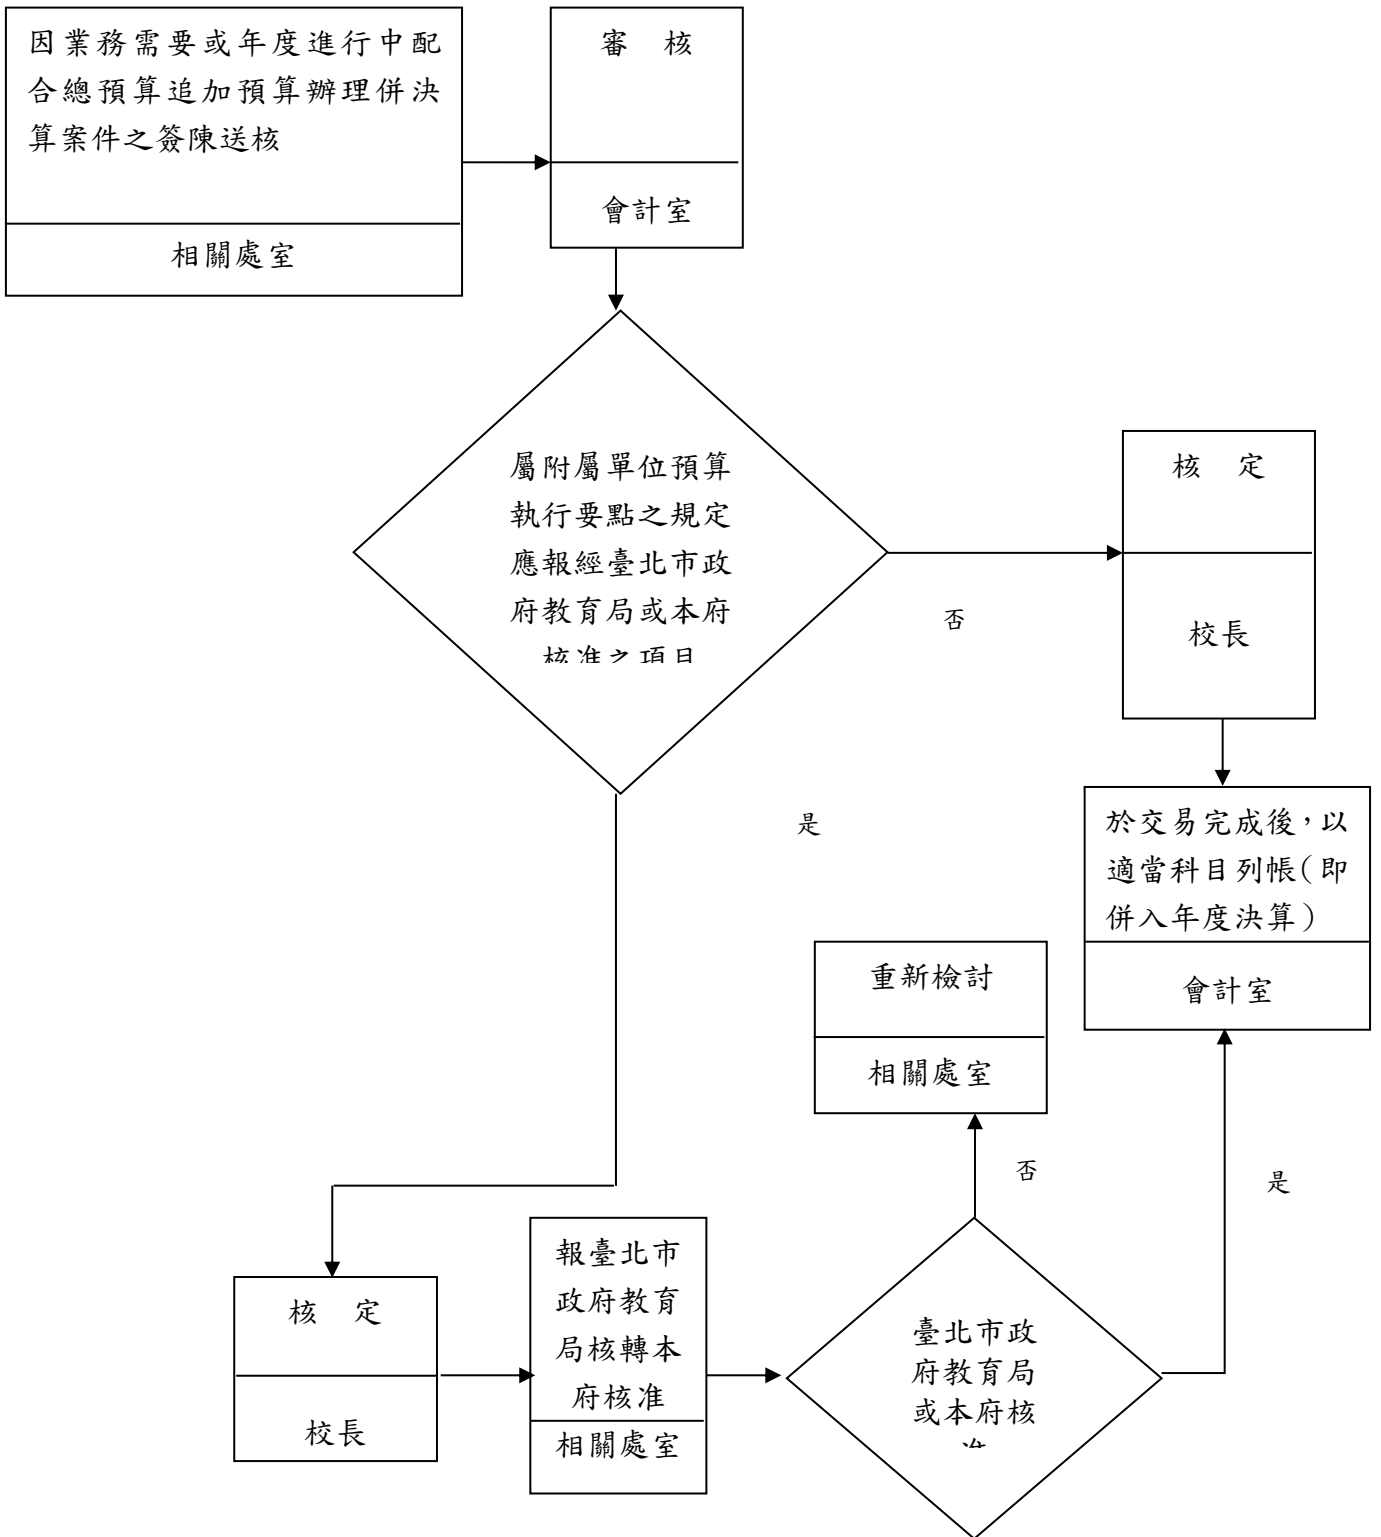 因業務需要或年度進行中配
合總預算追加預算辦理併決
算案件之簽陳送核
相關處室
審　核
會計室
屬附屬單位預算
執行要點之規定
應報經臺北市政
府教育局或本府
核准之項目
否
核　定
校長
是
於交易完成後，以
適當科目列帳（即
併入年度決算）
會計室
重新檢討
相關處室
否
是
核　定
校長
報臺北市
政府教育
局核轉本
府核准
相關處室
臺北市政
府教育局
或本府核